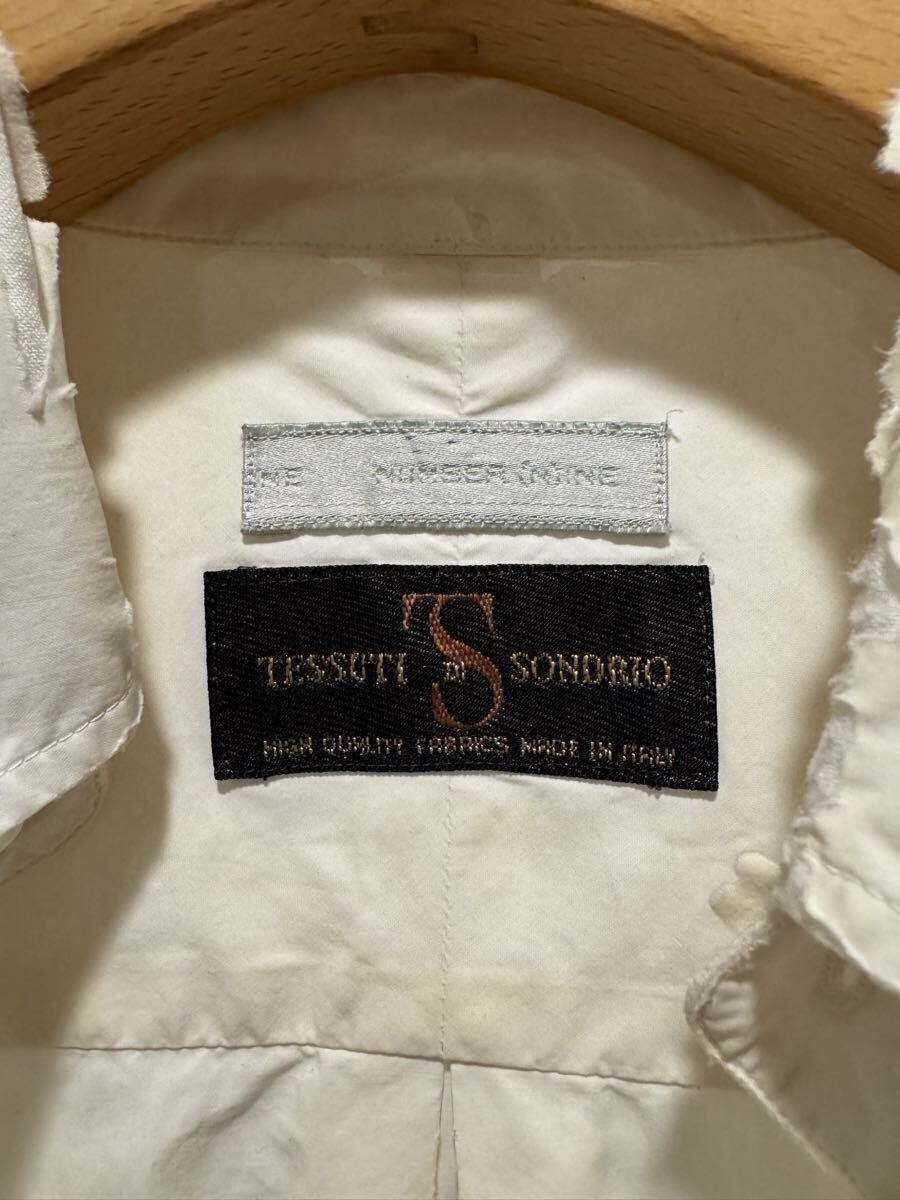 NE NUMBER (N)INE
TS
TESSUTI DI SONDRIO
HIGH QUALITY FABRICS MADE IN ITALY